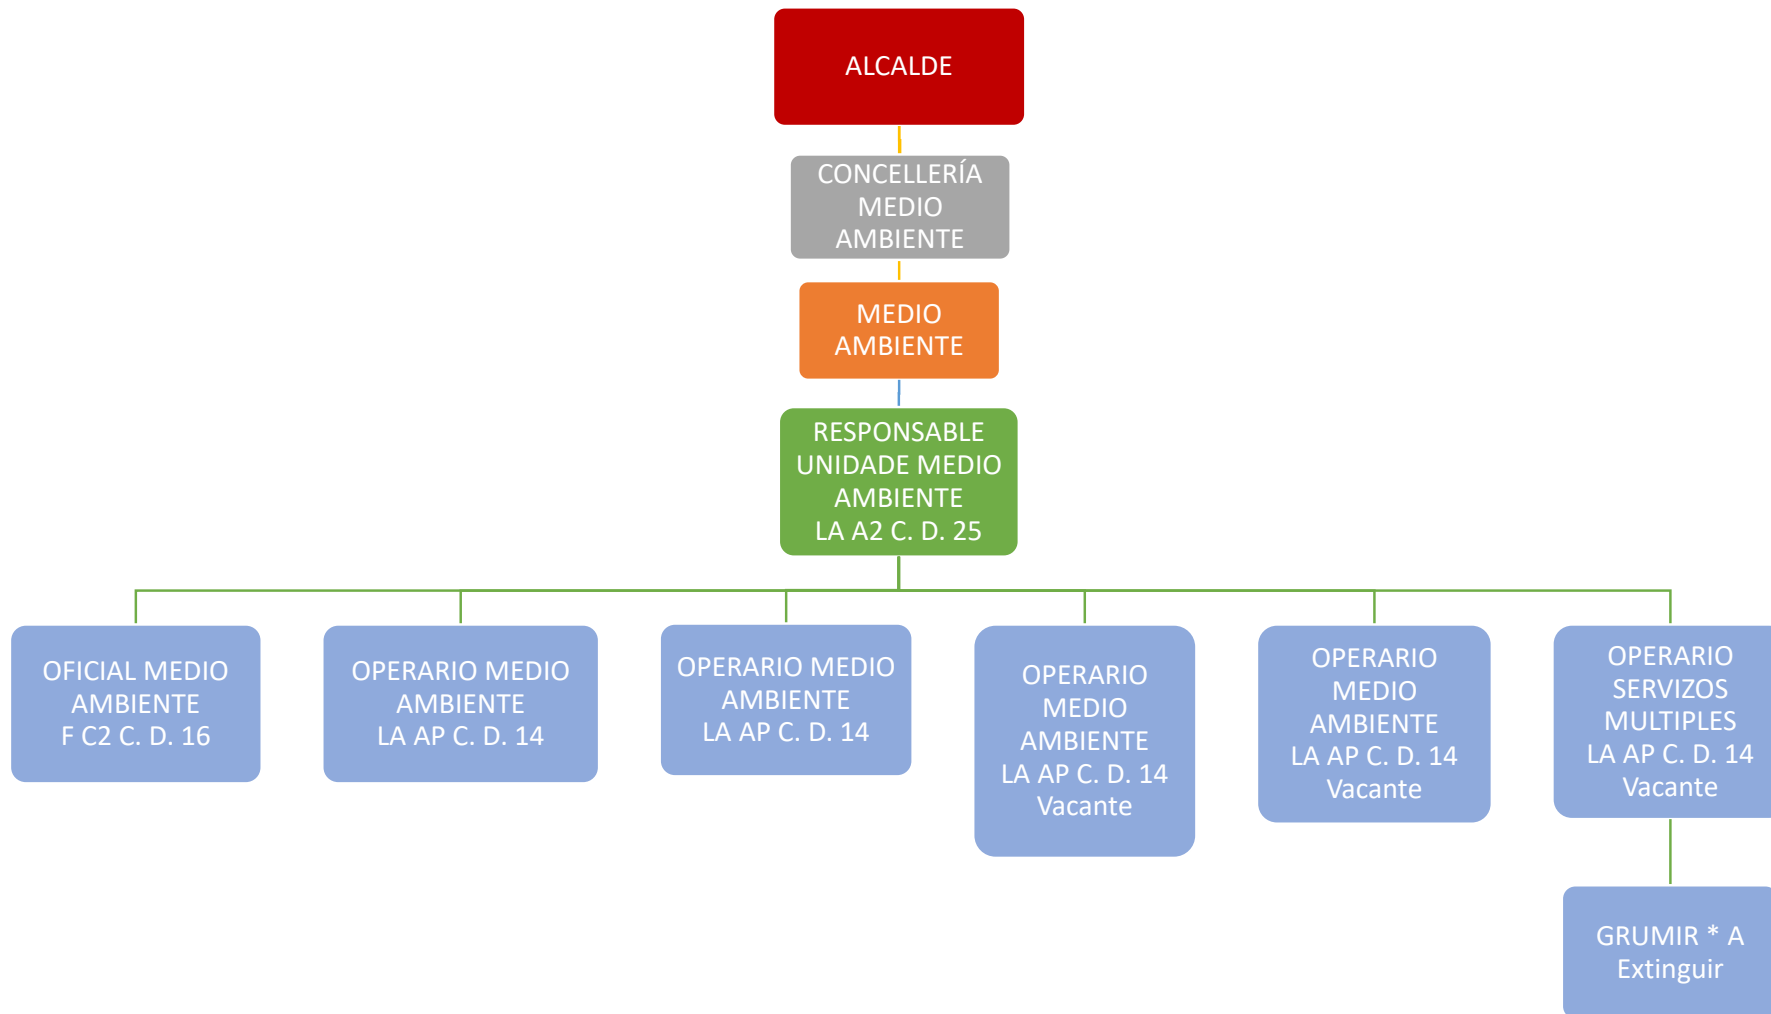 ALCALDE
CONCELLERÍA
MEDIO
AMBIENTE
MEDIO
AMBIENTE
RESPONSABLE
UNIDADE MEDIO
AMBIENTE
LA A2 C. D. 25
OFICIAL MEDIO
AMBIENTE
F C2 C. D. 16
OPERARIO MEDIO
AMBIENTE
LA AP C. D. 14
OPERARIO MEDIO
AMBIENTE
LA AP C. D. 14
OPERARIO
MEDIO
AMBIENTE
LA AP C. D. 14
Vacante
OPERARIO
MEDIO
AMBIENTE
LA AP C. D. 14
Vacante
OPERARIO
SERVIZOS
MULTIPLES
LA AP C. D. 14
Vacante
GRUMIR * A
Extinguir